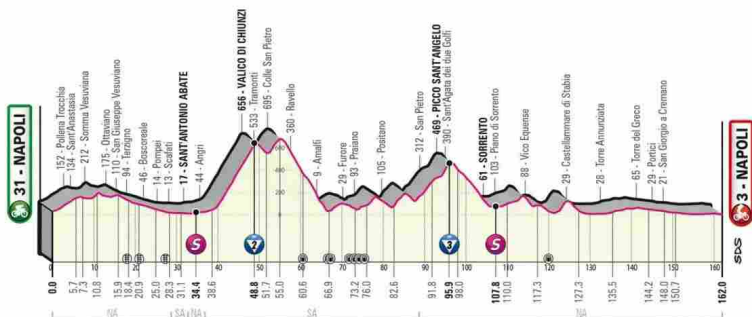 31 - NAPOLI
152 - Pollena Trocchia
134 - Sant'Anastasia
212 - Somma Vesuviana
175 - Ottaviano
110 - San Giuseppe Vesuviano
94 - Terzigno
46 - Boscoreale
14 - Pompei
13 - Scafati
17 - SANT'ANTONIO ABATE
44 - Angri
656 - VALICO DI CHIUNZI
533 - Tramonti
695 - Colle San Pietro
360 - Ravello
9 - Amalfi
29 - Furore
93 - Praiano
105 - Positano
312 - San Pietro
469 - PICCO SANT'ANGELO
390 - Sant'Agata dei due Golfi
61 - SORRENTO
103 - Piano di Sorrento
88 - Vico Equense
29 - Castellammare di Stabia
28 - Torre Annunziata
65 - Torre del Greco
29 - Portici
21 - San Giorgio a Cremano
3 - NAPOLI
600
400
200
S
2
3
S
SDS
0 10 20 30 40 50 60 70 80 90 100 110 120 130 140 150 160
0.0 5.7 7.3 10.8 15.9 18.4 20.9 25.0 28.3 31.1 34.4 38.6 48.8 51.7 55.0 60.6 66.9 73.2 76.0 82.6 91.8 95.9 98.0 107.8 110.0 117.3 127.3 135.5 144.2 148.0 150.7 162.0
NA SA NA SA NA